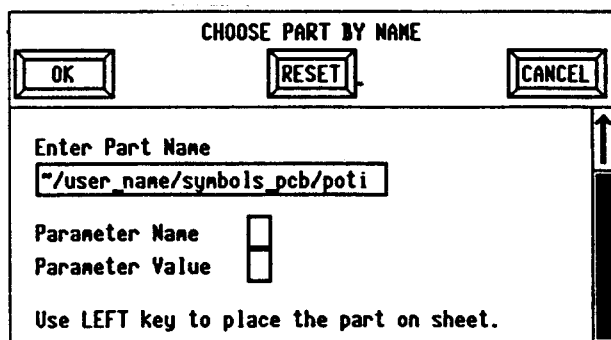 CHOOSE PART BY NAME
OK RESET CANCEL
Enter Part Name
~/user_name/symbols_pcb/poti
Parameter Name
Parameter Value
Use LEFT key to place the part on sheet.